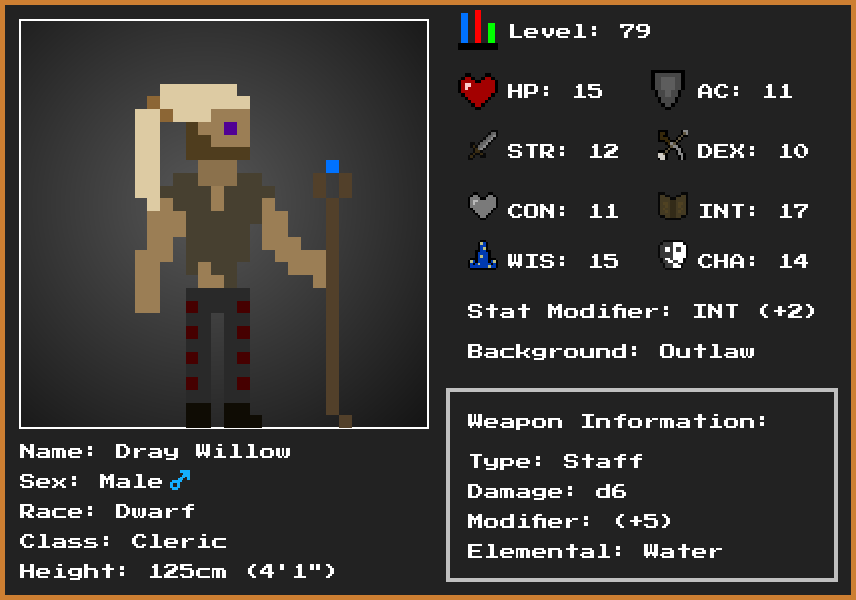 Level: 79
HP: 15 AC: 11
STR: 12 DEX: 10
CON: 11 INT: 17
WIS: 15 CHA: 14
Stat Modifier: INT (+2)
Background: Outlaw
Weapon Information:
Type: Staff
Damage: d6
Modifier: (+5)
Elemental: Water
Name: Dray Willow
Sex: Male♂
Race: Dwarf
Class: Cleric
Height: 125cm (4'1")